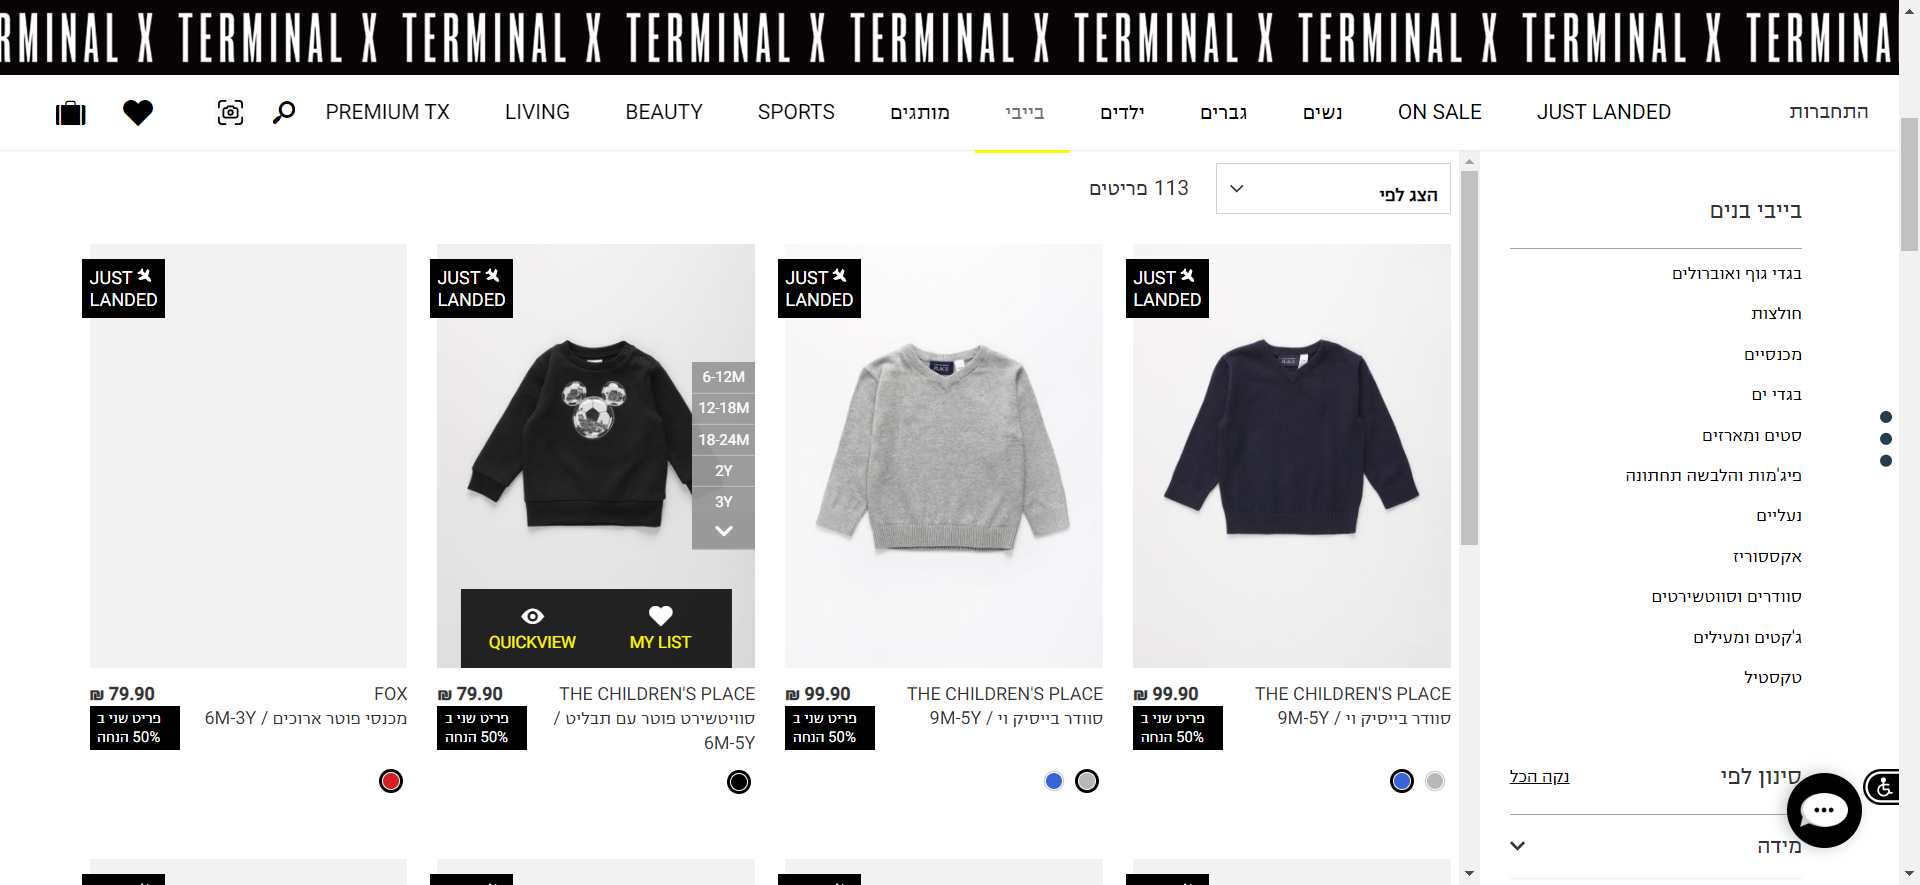 TERMINAL X TERMINAL X TERMINAL X TERMINAL X TERMINAL X TERMINAL X TERMINAL X TERMINAL X
התחברות
JUST LANDED
ON SALE
נשים
גברים
ילדים
בייבי
מותגים
SPORTS
BEAUTY
LIVING
PREMIUM TX
הצג לפי
113 פריטים
בייבי בנים
בגדי גוף ואוברולים
חולצות
מכנסיים
בגדי ים
סטים ומארזים
פיג'מות והלבשה תחתונה
נעליים
אקססוריז
סוודרים וסווטשירטים
ג'קטים ומעילים
טקסטיל
סינון לפי
נקה הכל
מידה
JUST
LANDED
PLACE
THE CHILDREN'S PLACE
סוודר בייסיק וי / 9M-5Y
₪ 99.90
פריט שני ב
50% הנחה
JUST
LANDED
PLACE
THE CHILDREN'S PLACE
סוודר בייסיק וי / 9M-5Y
₪ 99.90
פריט שני ב
50% הנחה
JUST
LANDED
6-12M
12-18M
18-24M
2Y
3Y
QUICKVIEW
MY LIST
THE CHILDREN'S PLACE
סוויטשירט פוטר עם תבליט /
6M-5Y
₪ 79.90
פריט שני ב
50% הנחה
JUST
LANDED
FOX
מכנסי פוטר ארוכים / 6M-3Y
₪ 79.90
פריט שני ב
50% הנחה